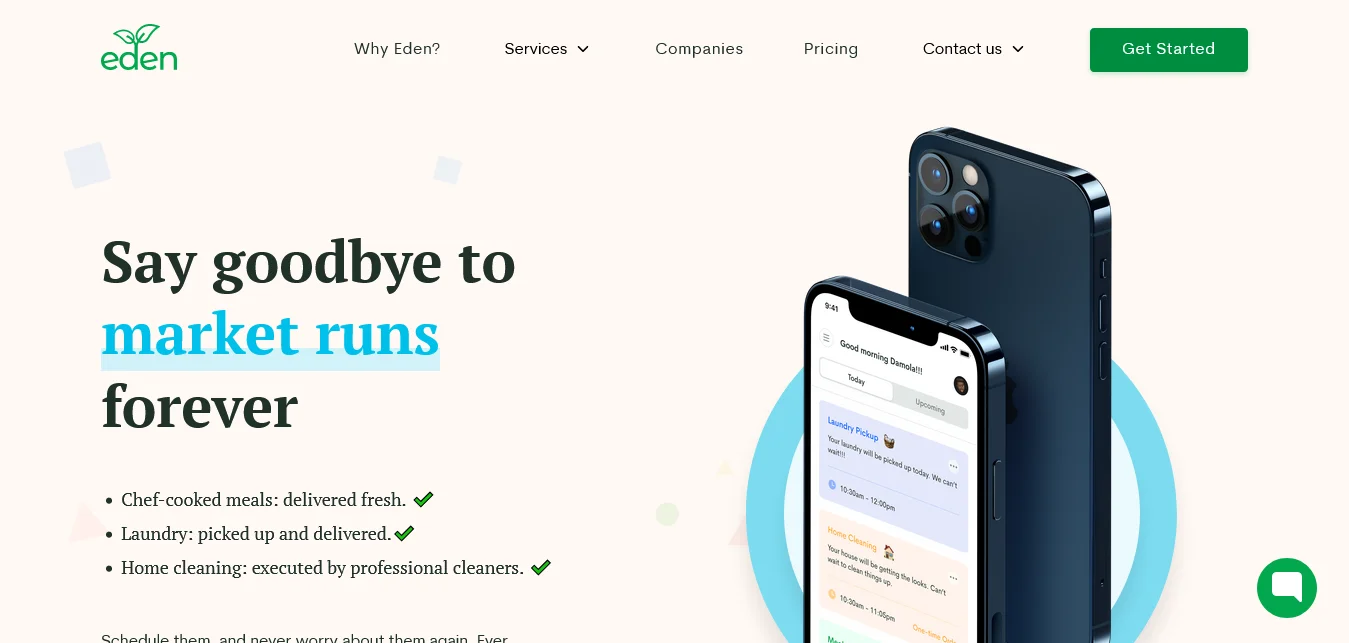 eden
Why Eden?
Services
Companies
Pricing
Contact us
Get Started
Say goodbye to
market runs
forever
Chef-cooked meals: delivered fresh.
Laundry: picked up and delivered.
Home cleaning: executed by professional cleaners.
Schedule them, and never worry about them again. Ever.
9:41
Good morning Damola!!!
Today
Upcoming
Laundry Pickup
Your laundry will be picked up today. We can't
wait!!!
10:30am - 12:00pm
Home Cleaning
Your house will be getting the looks. Can't
wait to clean things up.
10:30am - 11:05pm
One-time Order